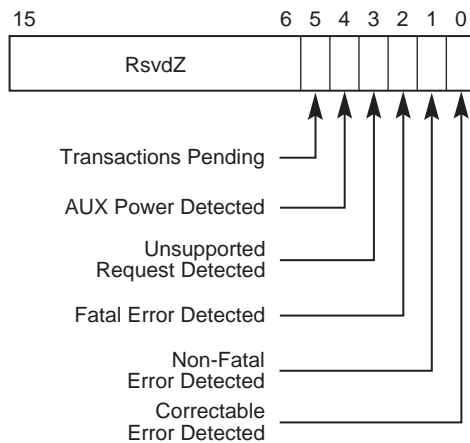 15 6 5 4 3 2 1 0
RsvdZ
Transactions Pending
AUX Power Detected
Unsupported
Request Detected
Fatal Error Detected
Non-Fatal
Error Detected
Correctable
Error Detected